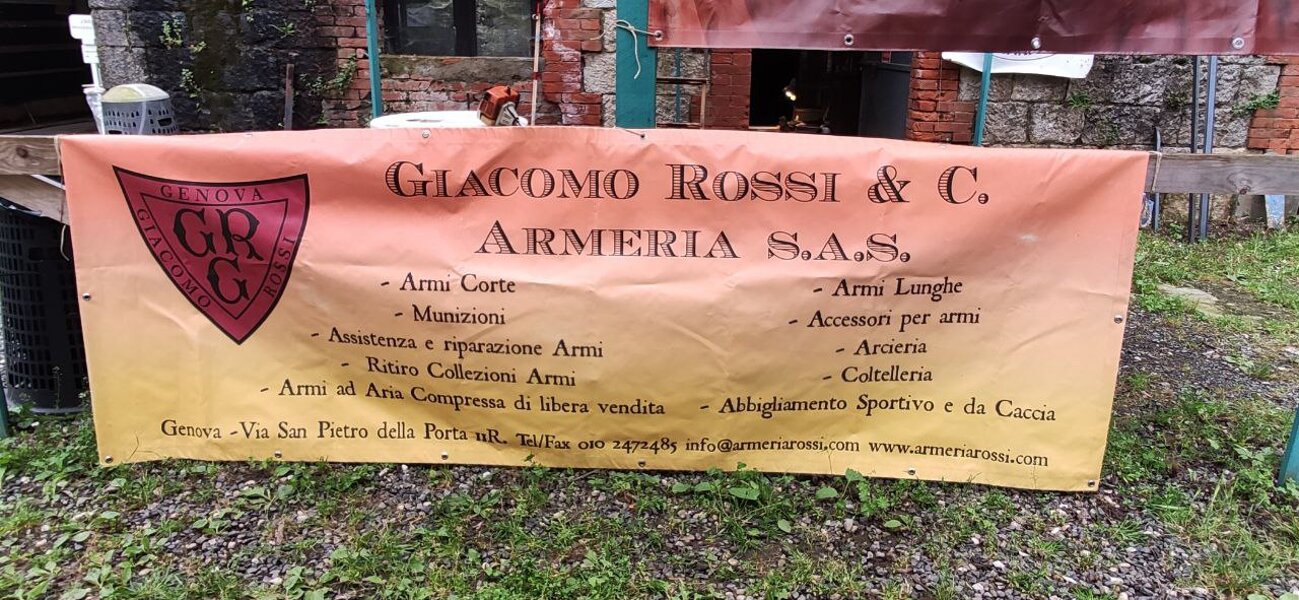 GENOVA
GIACOMO
ROSSI
GRC
GIACOMO ROSSI & C.
ARMERIA S.A.S.
- Armi Corte
- Munizioni
- Assistenza e riparazione Armi
- Ritiro Collezioni Armi
- Armi ad Aria Compressa di libera vendita
- Armi Lunghe
- Accessori per armi
- Arcieria
- Coltelleria
- Abbigliamento Sportivo e da Caccia
Genova -Via San Pietro della Porta 11R. Tel/Fax 010 2472485 info@armeriarossi.com www.armeriarossi.com